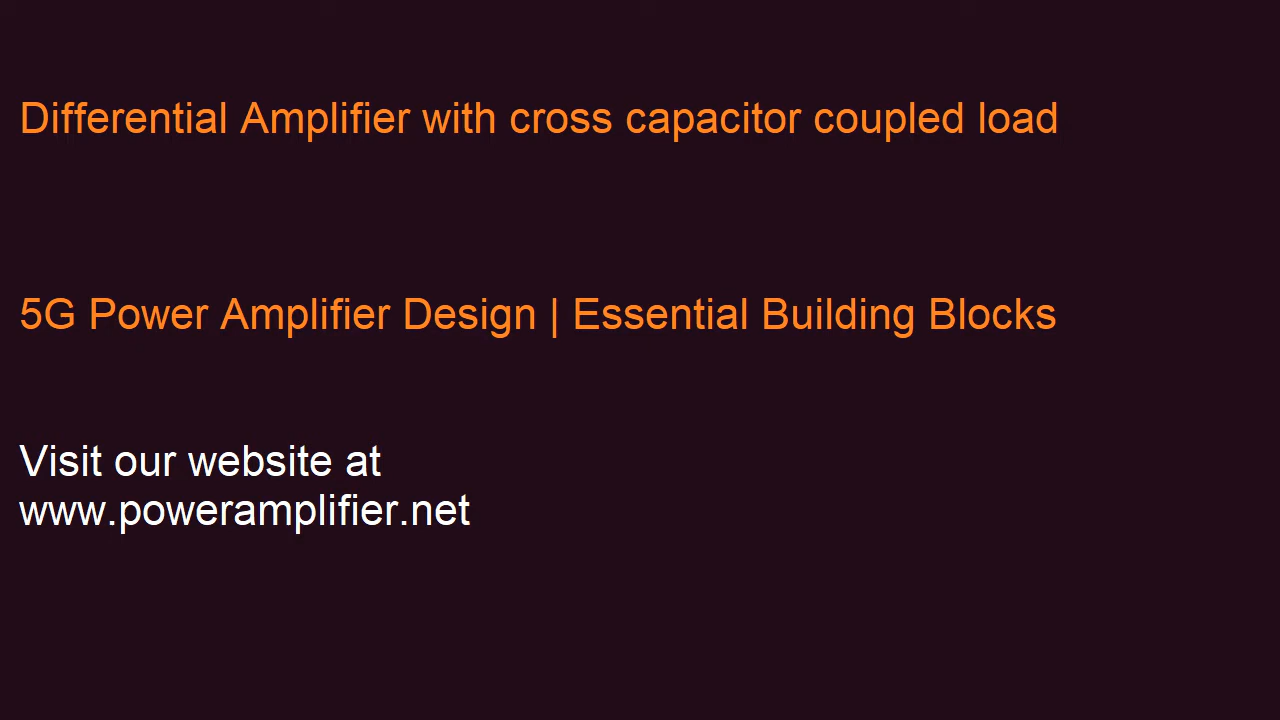 Differential Amplifier with cross capacitor coupled load
5G Power Amplifier Design | Essential Building Blocks
Visit our website at
www.poweramplifier.net